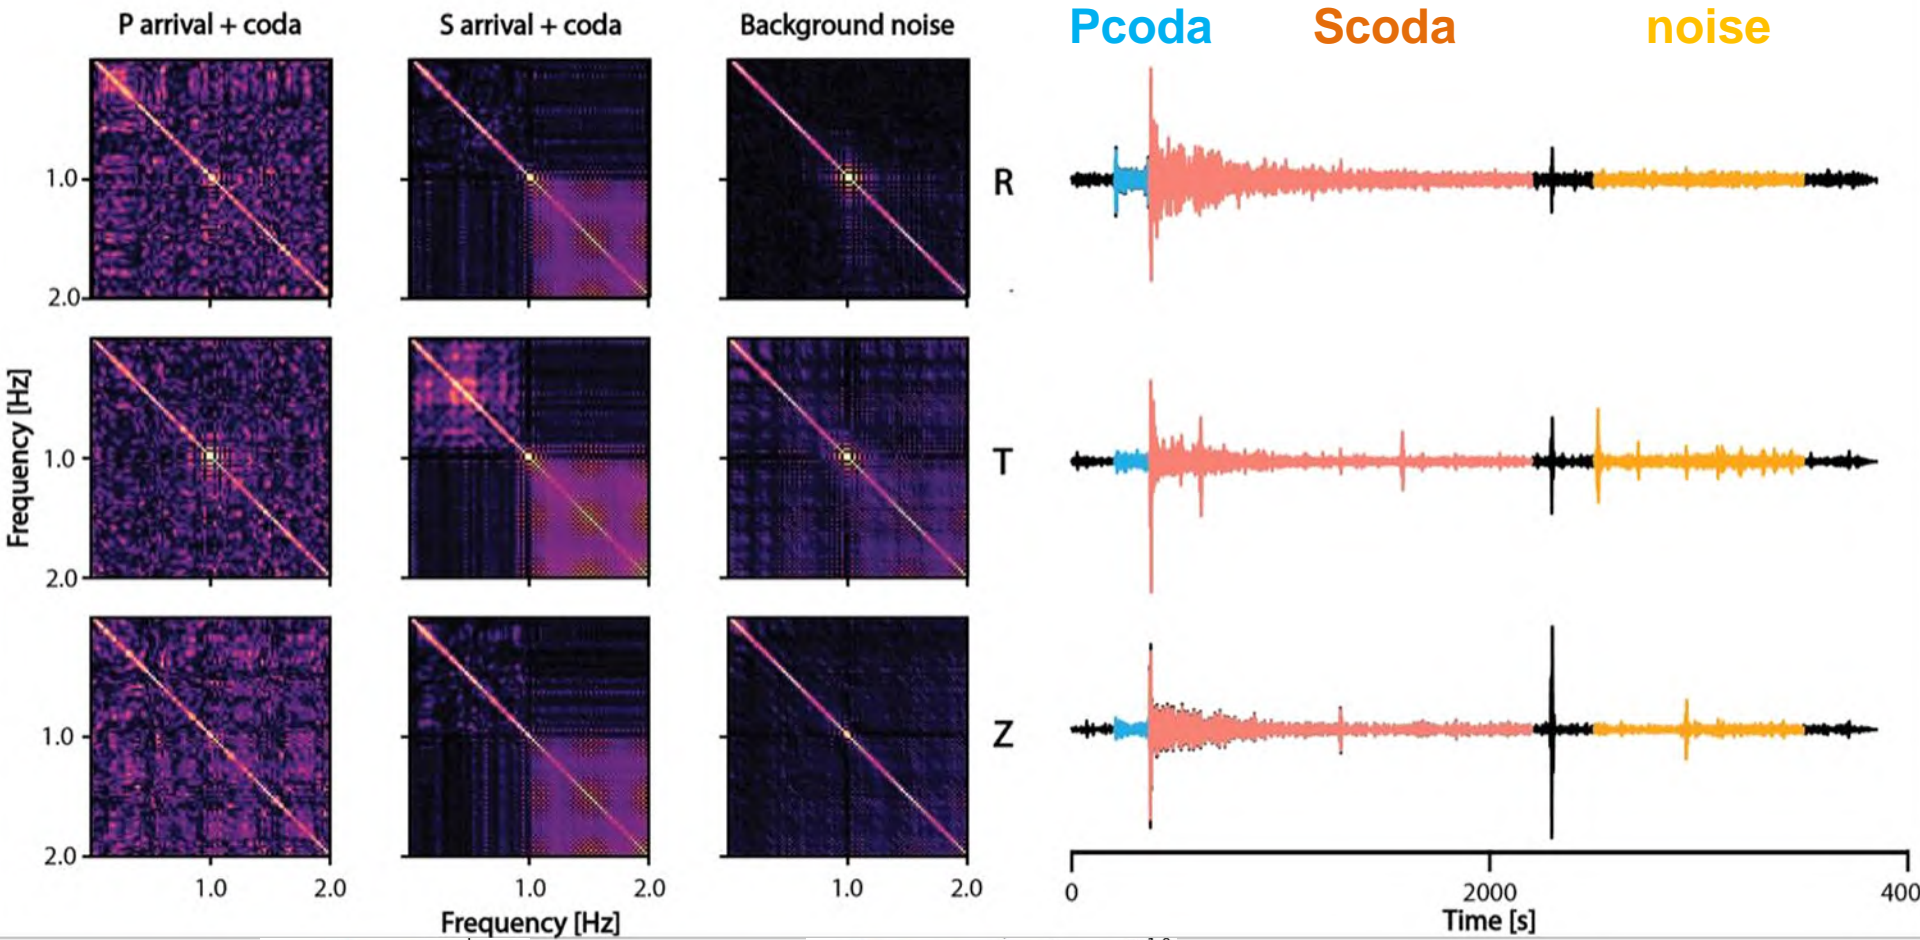 P arrival + coda
S arrival + coda
Background noise
Pcoda
Scoda
noise
1.0
2.0
R
Frequency [Hz]
1.0
2.0
T
1.0
2.0
Z
1.0
2.0
1.0
2.0
1.0
2.0
Frequency [Hz]
0
2000
400
Time [s]